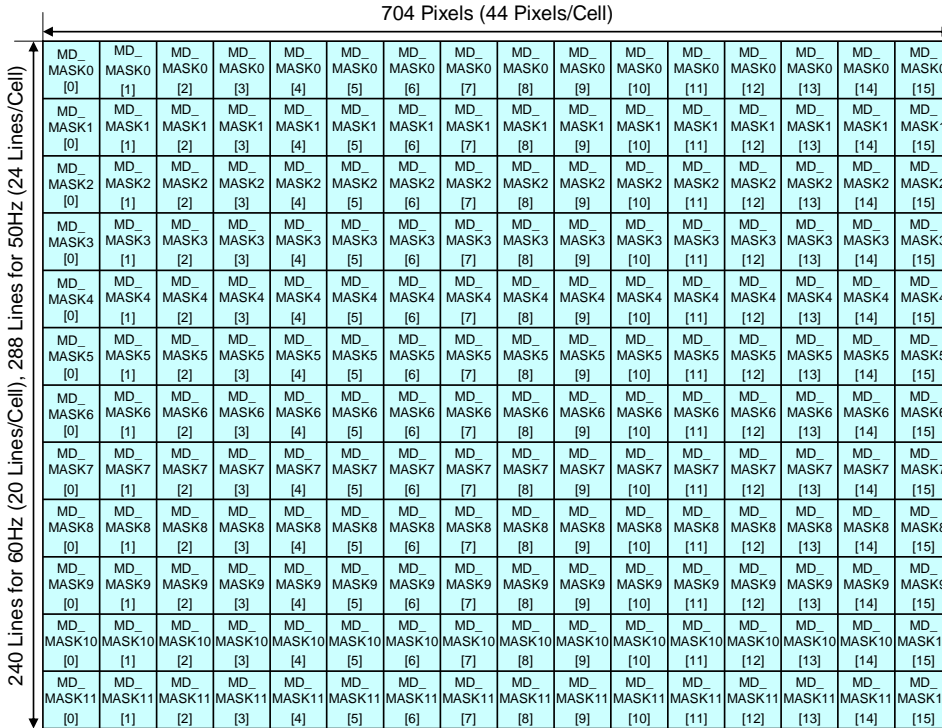 704 Pixels (44 Pixels/Cell)
240 Lines for 60Hz (20 Lines/Cell), 288 Lines for 50Hz (24 Lines/Cell)
MD_ MD_ MD_ MD_ MD_ MD_ MD_ MD_ MD_ MD_ MD_ MD_ MD_ MD_ MD_ MD_
MASK0 MASK0 MASK0 MASK0 MASK0 MASK0 MASK0 MASK0 MASK0 MASK0 MASK0 MASK0 MASK0 MASK0 MASK0 MASK0
[0] [1] [2] [3] [4] [5] [6] [7] [8] [9] [10] [11] [12] [13] [14] [15]
MD_ MD_ MD_ MD_ MD_ MD_ MD_ MD_ MD_ MD_ MD_ MD_ MD_ MD_ MD_ MD_
MASK1 MASK1 MASK1 MASK1 MASK1 MASK1 MASK1 MASK1 MASK1 MASK1 MASK1 MASK1 MASK1 MASK1 MASK1 MASK1
[0] [1] [2] [3] [4] [5] [6] [7] [8] [9] [10] [11] [12] [13] [14] [15]
MD_ MD_ MD_ MD_ MD_ MD_ MD_ MD_ MD_ MD_ MD_ MD_ MD_ MD_ MD_ MD_
MASK2 MASK2 MASK2 MASK2 MASK2 MASK2 MASK2 MASK2 MASK2 MASK2 MASK2 MASK2 MASK2 MASK2 MASK2 MASK2
[0] [1] [2] [3] [4] [5] [6] [7] [8] [9] [10] [11] [12] [13] [14] [15]
MD_ MD_ MD_ MD_ MD_ MD_ MD_ MD_ MD_ MD_ MD_ MD_ MD_ MD_ MD_ MD_
MASK3 MASK3 MASK3 MASK3 MASK3 MASK3 MASK3 MASK3 MASK3 MASK3 MASK3 MASK3 MASK3 MASK3 MASK3 MASK3
[0] [1] [2] [3] [4] [5] [6] [7] [8] [9] [10] [11] [12] [13] [14] [15]
MD_ MD_ MD_ MD_ MD_ MD_ MD_ MD_ MD_ MD_ MD_ MD_ MD_ MD_ MD_ MD_
MASK4 MASK4 MASK4 MASK4 MASK4 MASK4 MASK4 MASK4 MASK4 MASK4 MASK4 MASK4 MASK4 MASK4 MASK4 MASK4
[0] [1] [2] [3] [4] [5] [6] [7] [8] [9] [10] [11] [12] [13] [14] [15]
MD_ MD_ MD_ MD_ MD_ MD_ MD_ MD_ MD_ MD_ MD_ MD_ MD_ MD_ MD_ MD_
MASK5 MASK5 MASK5 MASK5 MASK5 MASK5 MASK5 MASK5 MASK5 MASK5 MASK5 MASK5 MASK5 MASK5 MASK5 MASK5
[0] [1] [2] [3] [4] [5] [6] [7] [8] [9] [10] [11] [12] [13] [14] [15]
MD_ MD_ MD_ MD_ MD_ MD_ MD_ MD_ MD_ MD_ MD_ MD_ MD_ MD_ MD_ MD_
MASK6 MASK6 MASK6 MASK6 MASK6 MASK6 MASK6 MASK6 MASK6 MASK6 MASK6 MASK6 MASK6 MASK6 MASK6 MASK6
[0] [1] [2] [3] [4] [5] [6] [7] [8] [9] [10] [11] [12] [13] [14] [15]
MD_ MD_ MD_ MD_ MD_ MD_ MD_ MD_ MD_ MD_ MD_ MD_ MD_ MD_ MD_ MD_
MASK7 MASK7 MASK7 MASK7 MASK7 MASK7 MASK7 MASK7 MASK7 MASK7 MASK7 MASK7 MASK7 MASK7 MASK7 MASK7
[0] [1] [2] [3] [4] [5] [6] [7] [8] [9] [10] [11] [12] [13] [14] [15]
MD_ MD_ MD_ MD_ MD_ MD_ MD_ MD_ MD_ MD_ MD_ MD_ MD_ MD_ MD_ MD_
MASK8 MASK8 MASK8 MASK8 MASK8 MASK8 MASK8 MASK8 MASK8 MASK8 MASK8 MASK8 MASK8 MASK8 MASK8 MASK8
[0] [1] [2] [3] [4] [5] [6] [7] [8] [9] [10] [11] [12] [13] [14] [15]
MD_ MD_ MD_ MD_ MD_ MD_ MD_ MD_ MD_ MD_ MD_ MD_ MD_ MD_ MD_ MD_
MASK9 MASK9 MASK9 MASK9 MASK9 MASK9 MASK9 MASK9 MASK9 MASK9 MASK9 MASK9 MASK9 MASK9 MASK9 MASK9
[0] [1] [2] [3] [4] [5] [6] [7] [8] [9] [10] [11] [12] [13] [14] [15]
MD_ MD_ MD_ MD_ MD_ MD_ MD_ MD_ MD_ MD_ MD_ MD_ MD_ MD_ MD_ MD_
MASK10 MASK10 MASK10 MASK10 MASK10 MASK10 MASK10 MASK10 MASK10 MASK10 MASK10 MASK10 MASK10 MASK10 MASK10 MASK1
[0] [1] [2] [3] [4] [5] [6] [7] [8] [9] [10] [11] [12] [13] [14] [15]
MD_ MD_ MD_ MD_ MD_ MD_ MD_ MD_ MD_ MD_ MD_ MD_ MD_ MD_ MD_ MD_
MASK11 MASK11 MASK11 MASK11 MASK11 MASK11 MASK11 MASK11 MASK11 MASK11 MASK11 MASK11 MASK11 MASK11 MASK11 MASK1
[0] [1] [2] [3] [4] [5] [6] [7] [8] [9] [10] [11] [12] [13] [14] [15]